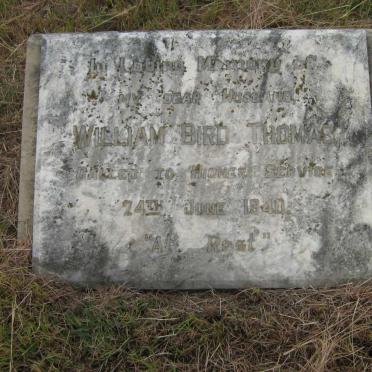 In Loving Memory of
My Dear Husband
WILLIAM BIRD THOMAS
CALLED TO HIGHER SERVICE
24TH JUNE 1940.
"At Rest"